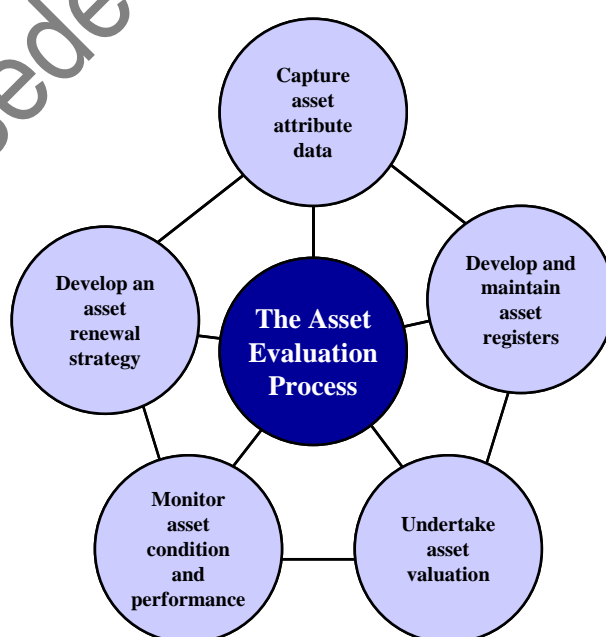 Capture
asset
attribute
data
Develop and
maintain
asset
registers
Undertake
asset
valuation
Monitor
asset
condition
and
performance
Develop an
asset
renewal
strategy
The Asset
Evaluation
Process